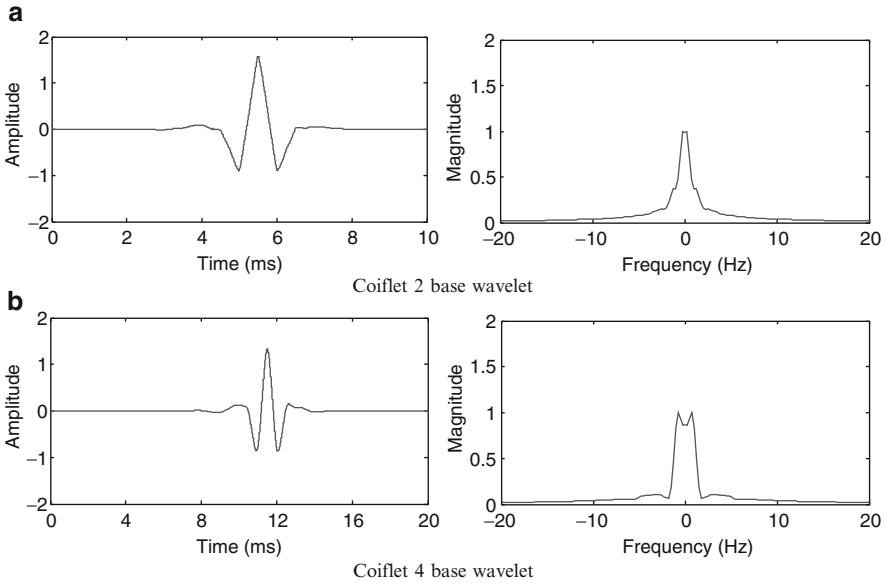 a
2
1
0
−1
−2
Amplitude
0 2 4 6 8 10
Time (ms)
2
1.5
1
0.5
0
Magnitude
−20 −10 0 10 20
Frequency (Hz)
Coiflet 2 base wavelet
b
2
1
0
−1
−2
Amplitude
0 4 8 12 16 20
Time (ms)
2
1.5
1
0.5
0
Magnitude
−20 −10 0 10 20
Frequency (Hz)
Coiflet 4 base wavelet